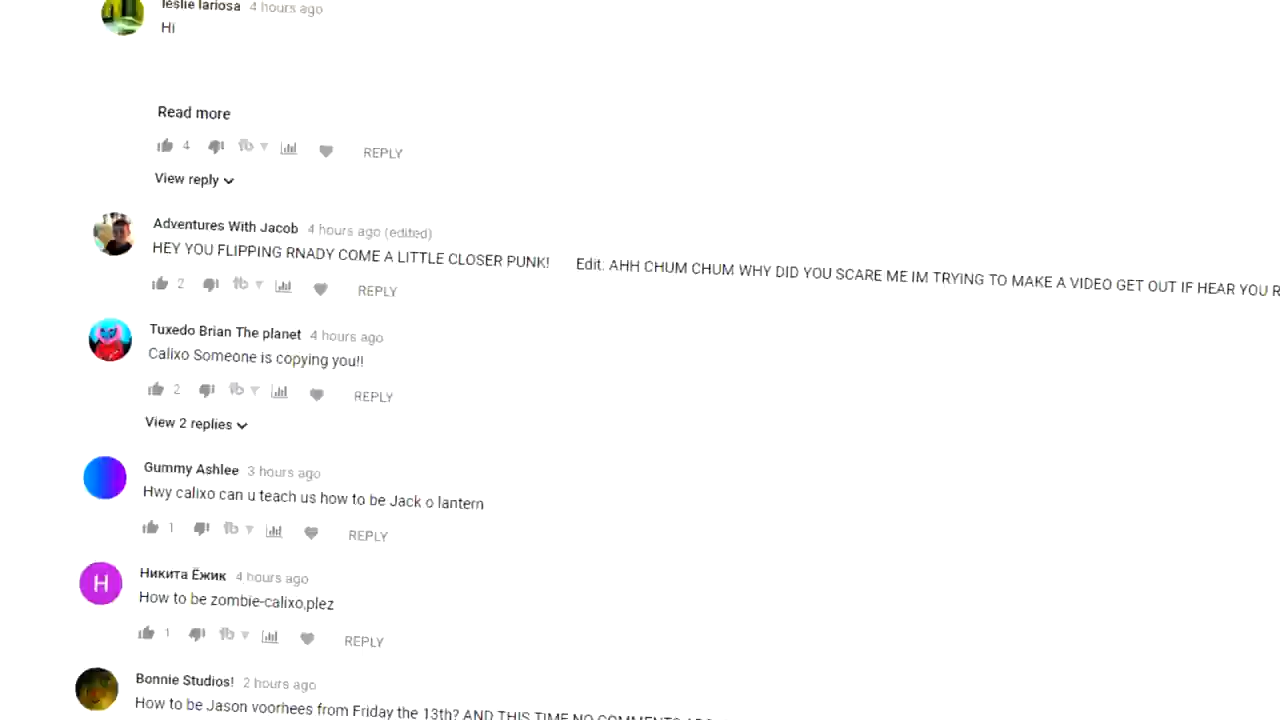 leslie lariosa 4 hours ago
Hi
Read more
4 REPLY
View reply
Adventures With Jacob 4 hours ago (edited)
HEY YOU FLIPPING RNADY COME A LITTLE CLOSER PUNK! Edit: AHH CHUM CHUM WHY DID YOU SCARE ME IM TRYING TO MAKE A VIDEO GET OUT IF HEAR YOU R
2 REPLY
Tuxedo Brian The planet 4 hours ago
Calixo Someone is copying you!!
2 REPLY
View 2 replies
Gummy Ashlee 3 hours ago
Hwy calixo can u teach us how to be Jack o lantern
1 REPLY
H
Никита Ёжик 4 hours ago
How to be zombie-calixo,plez
1 REPLY
Bonnie Studios! 2 hours ago
How to be Jason voorhees from Friday the 13th? AND THIS TIME NO COMMENTS